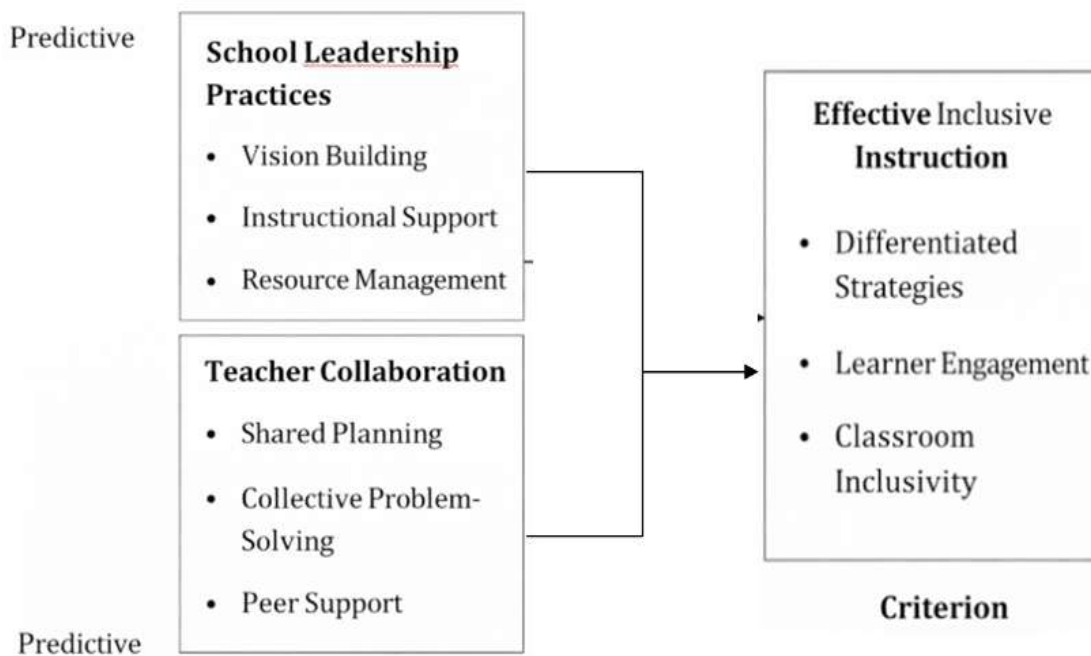 Predictive
School Leadership
Practices
• Vision Building
• Instructional Support
• Resource Management
Teacher Collaboration
• Shared Planning
• Collective Problem-
Solving
• Peer Support
Predictive
Effective Inclusive
Instruction
• Differentiated
Strategies
• Learner Engagement
• Classroom
Inclusivity
Criterion